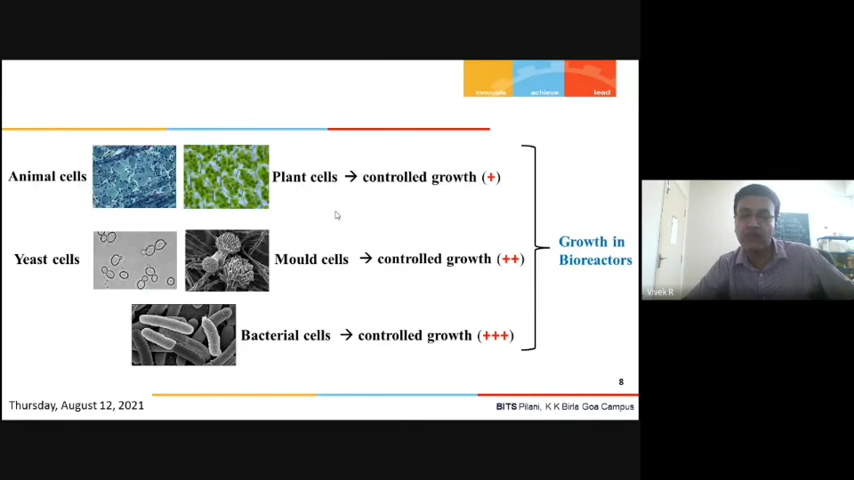 innovate achieve lead
Animal cells Plant cells → controlled growth (+)
Yeast cells Mould cells → controlled growth (++)
Growth in
Bioreactors
Bacterial cells → controlled growth (+++)
8
Thursday, August 12, 2021
BITS Pilani, K K Birla Goa Campus
Vivek R